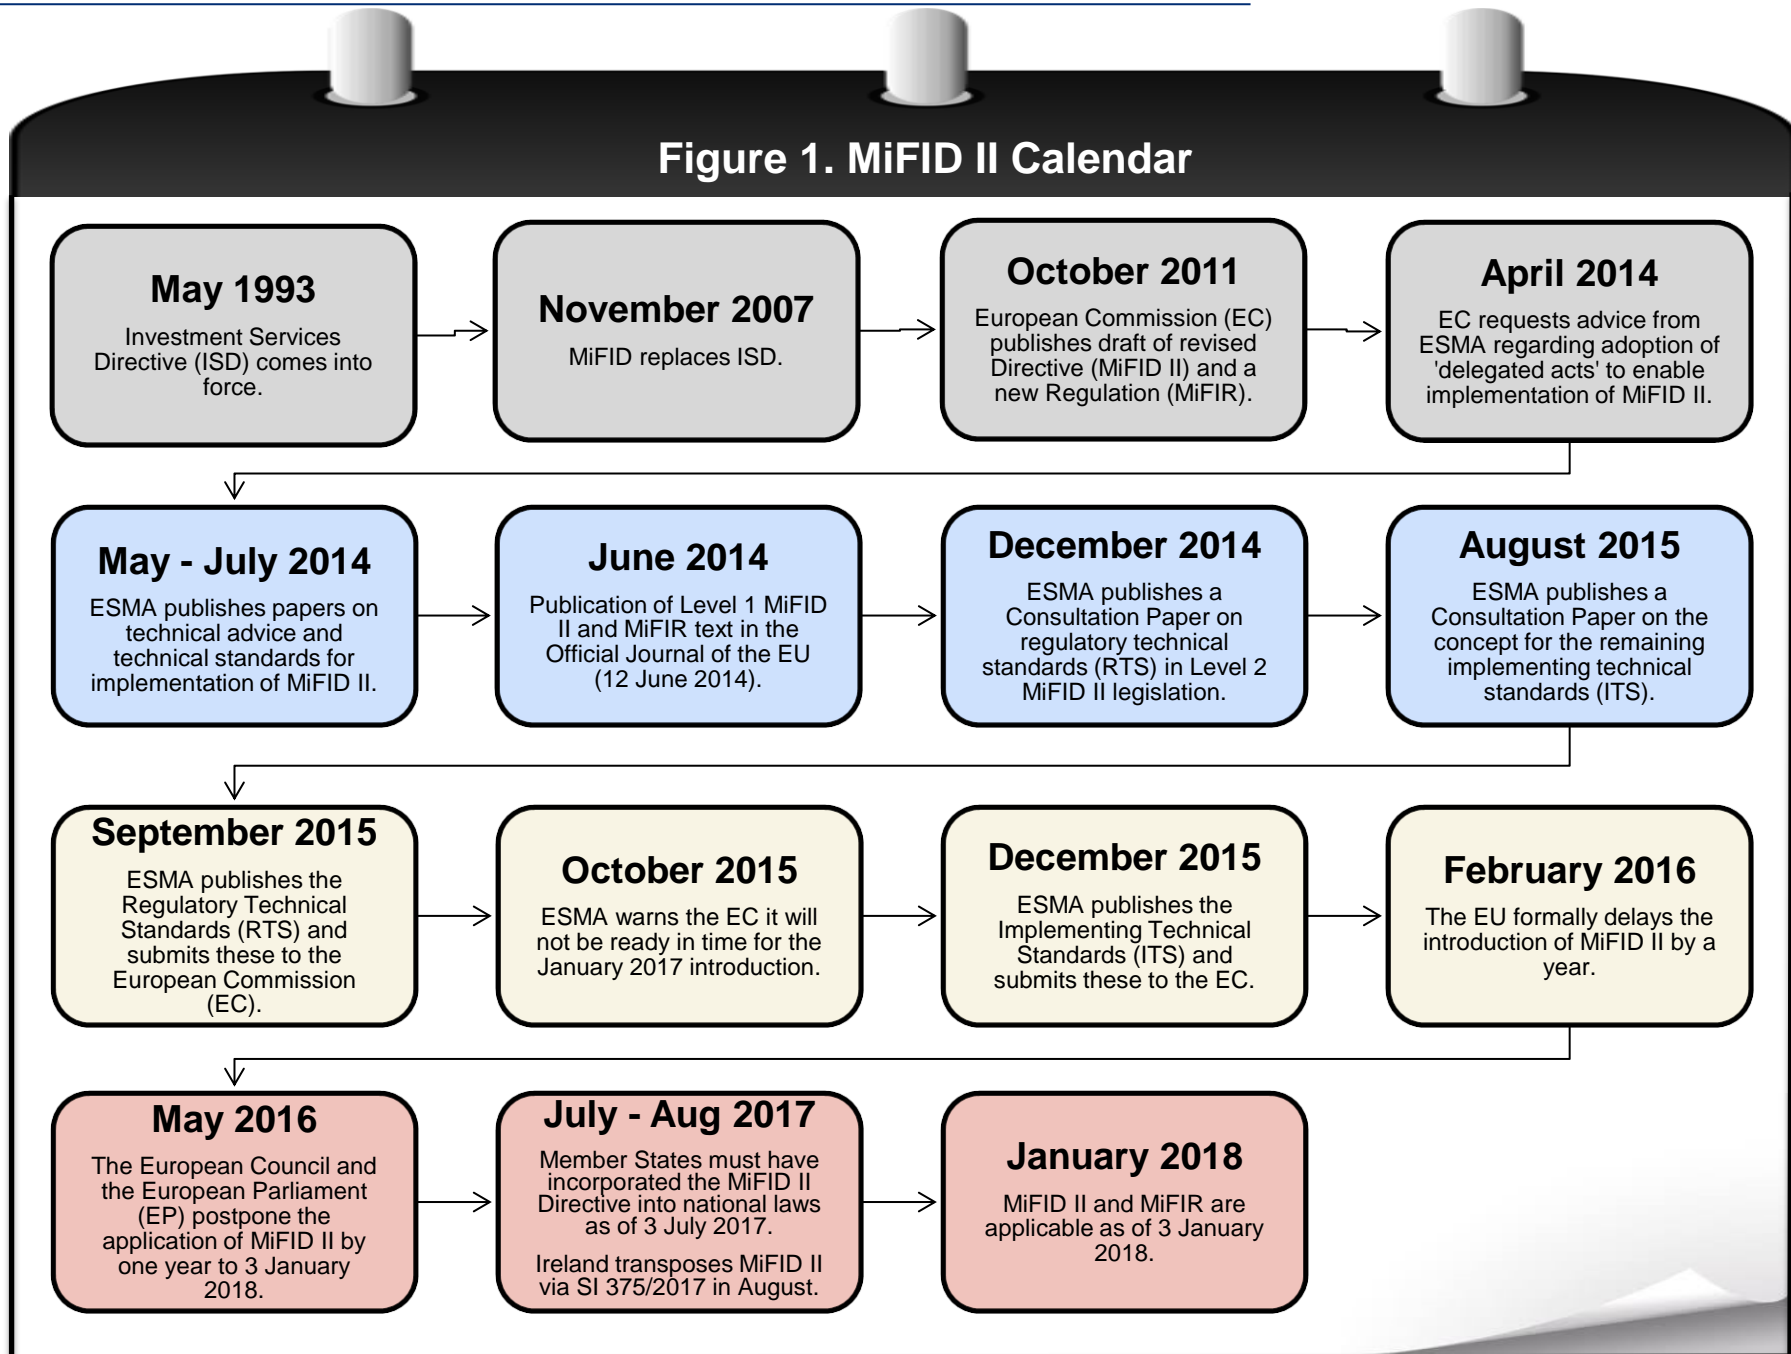 Figure 1. MiFID II Calendar
May 1993
Investment Services
Directive (ISD) comes into
force.
November 2007
MiFID replaces ISD.
October 2011
European Commission (EC)
publishes draft of revised
Directive (MiFID II) and a
new Regulation (MiFIR).
April 2014
EC requests advice from
ESMA regarding adoption of
'delegated acts' to enable
implementation of MiFID II.
May - July 2014
ESMA publishes papers on
technical advice and
technical standards for
implementation of MiFID II.
June 2014
Publication of Level 1 MiFID
II and MiFIR text in the
Official Journal of the EU
(12 June 2014).
December 2014
ESMA publishes a
Consultation Paper on
regulatory technical
standards (RTS) in Level 2
MiFID II legislation.
August 2015
ESMA publishes a
Consultation Paper on the
concept for the remaining
implementing technical
standards (ITS).
September 2015
ESMA publishes the
Regulatory Technical
Standards (RTS) and
submits these to the
European Commission
(EC).
October 2015
ESMA warns the EC it will
not be ready in time for the
January 2017 introduction.
December 2015
ESMA publishes the
Implementing Technical
Standards (ITS) and
submits these to the EC.
February 2016
The EU formally delays the
introduction of MiFID II by a
year.
May 2016
The European Council and
the European Parliament
(EP) postpone the
application of MiFID II by
one year to 3 January
2018.
July - Aug 2017
Member States must have
incorporated the MiFID II
Directive into national laws
as of 3 July 2017.
Ireland transposes MiFID II
via SI 375/2017 in August.
January 2018
MiFID II and MiFIR are
applicable as of 3 January
2018.